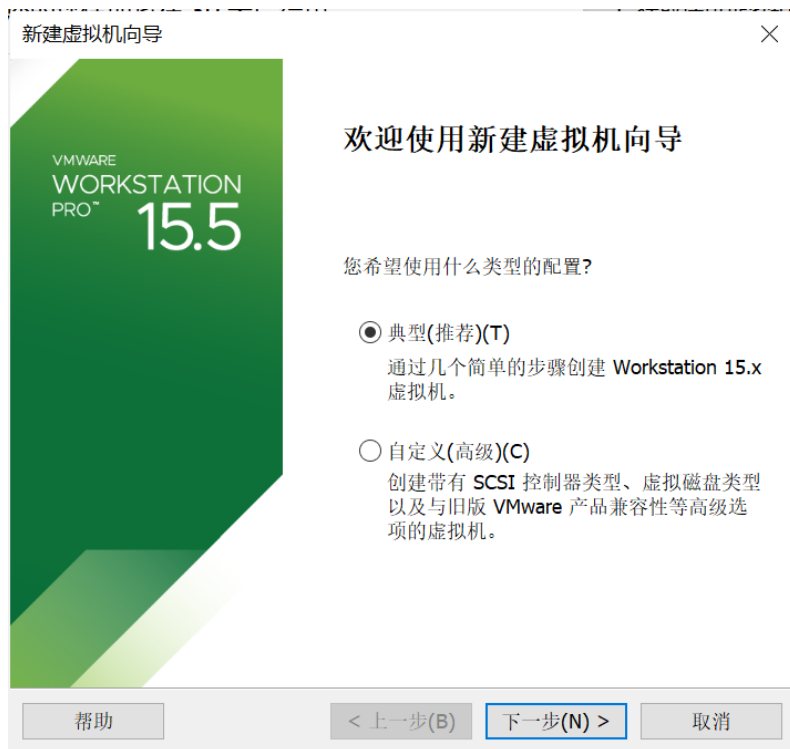 新建虚拟机向导
VMWARE
WORKSTATION
PRO™ 15.5
欢迎使用新建虚拟机向导
您希望使用什么类型的配置?
典型(推荐)(T)
通过几个简单的步骤创建 Workstation 15.x
虚拟机。
自定义(高级)(C)
创建带有 SCSI 控制器类型、虚拟磁盘类型
以及与旧版 VMware 产品兼容性等高级选
项的虚拟机。
帮助
< 上一步(B)
下一步(N) >
取消